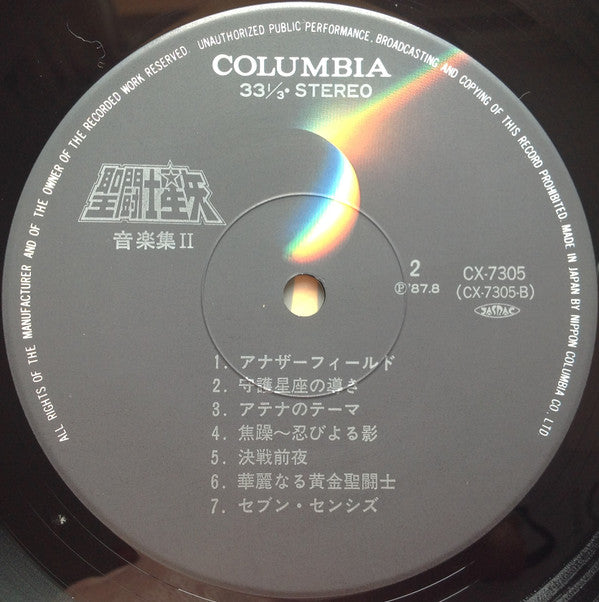 ALL RIGHTS OF THE MANUFACTURER AND OF THE OWNER OF THE RECORDED WORK RESERVED. UNAUTHORIZED PUBLIC PERFORMANCE, BROADCASTING AND COPYING OF THIS RECORD PROHIBITED. MADE IN JAPAN BY NIPPON COLUMBIA CO. LTD
COLUMBIA
33⅓• STEREO
聖闘士星矢
音楽集II
2
℗'87.8
CX-7305
(CX-7305-B)
JASRAC
1. アナザーフィールド
2. 守護星座の導き
3. アテナのテーマ
4. 焦躁〜忍びよる影
5. 決戦前夜
6. 華麗なる黄金聖闘士
7. セブン・センシズ